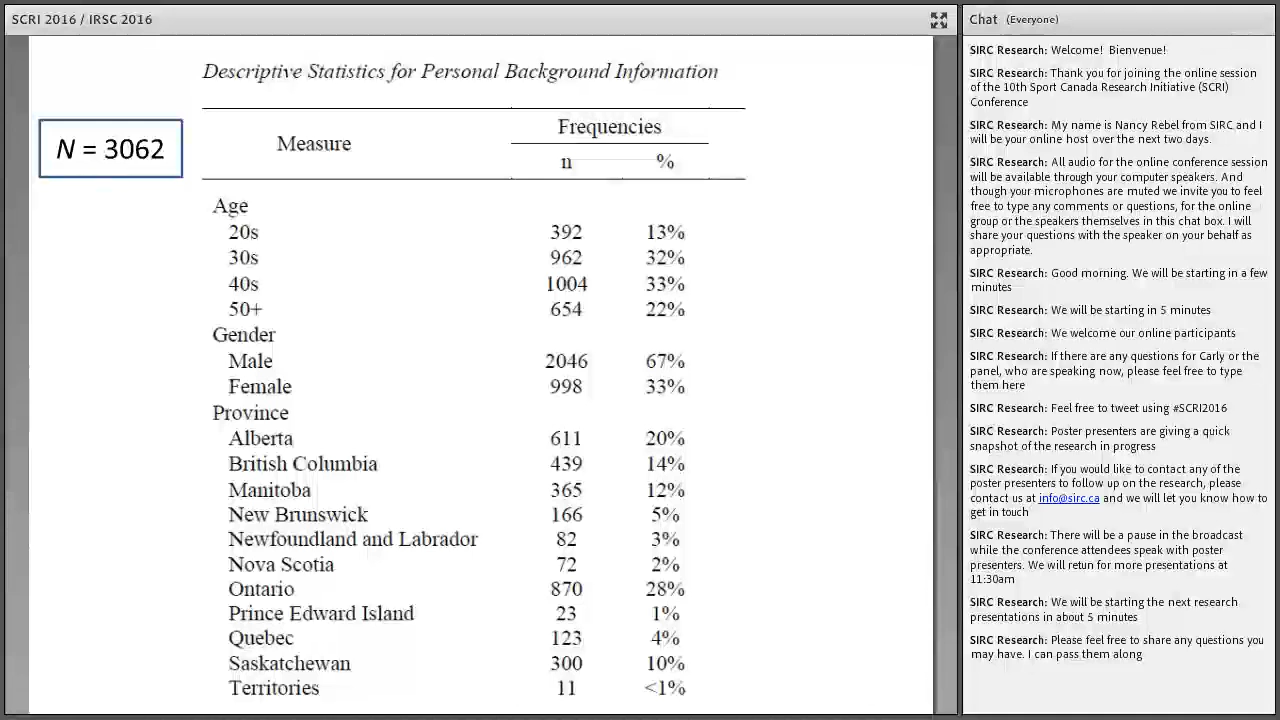 SCRI 2016 / IRSC 2016
Descriptive Statistics for Personal Background Information
N = 3062
Measure
Frequencies
n %
Age
20s 392 13%
30s 962 32%
40s 1004 33%
50+ 654 22%
Gender
Male 2046 67%
Female 998 33%
Province
Alberta 611 20%
British Columbia 439 14%
Manitoba 365 12%
New Brunswick 166 5%
Newfoundland and Labrador 82 3%
Nova Scotia 72 2%
Ontario 870 28%
Prince Edward Island 23 1%
Quebec 123 4%
Saskatchewan 300 10%
Territories 11 <1%
Chat (Everyone)
SIRC Research: Welcome! Bienvenue!
SIRC Research: Thank you for joining the online session
of the 10th Sport Canada Research Initiative (SCRI)
Conference
SIRC Research: My name is Nancy Rebel from SIRC and I
will be your online host over the next two days.
SIRC Research: All audio for the online conference session
will be available through your computer speakers. And
though your microphones are muted we invite you to feel
free to type any comments or questions, for the online
group or the speakers themselves in this chat box. I will
share your questions with the speaker on your behalf as
appropriate.
SIRC Research: Good morning. We will be starting in a few
minutes
SIRC Research: We will be starting in 5 minutes
SIRC Research: We welcome our online participants
SIRC Research: If there are any questions for Carly or the
panel, who are speaking now, please feel free to type
them here
SIRC Research: Feel free to tweet using #SCRI2016
SIRC Research: Poster presenters are giving a quick
snapshot of the research in progress
SIRC Research: If you would like to contact any of the
poster presenters to follow up on the research, please
contact us at info@sirc.ca and we will let you know how to
get in touch
SIRC Research: There will be a pause in the broadcast
while the conference attendees speak with poster
presenters. We will retun for more presentations at
11:30am
SIRC Research: We will be starting the next research
presentations in about 5 minutes
SIRC Research: Please feel free to share any questions you
may have. I can pass them along